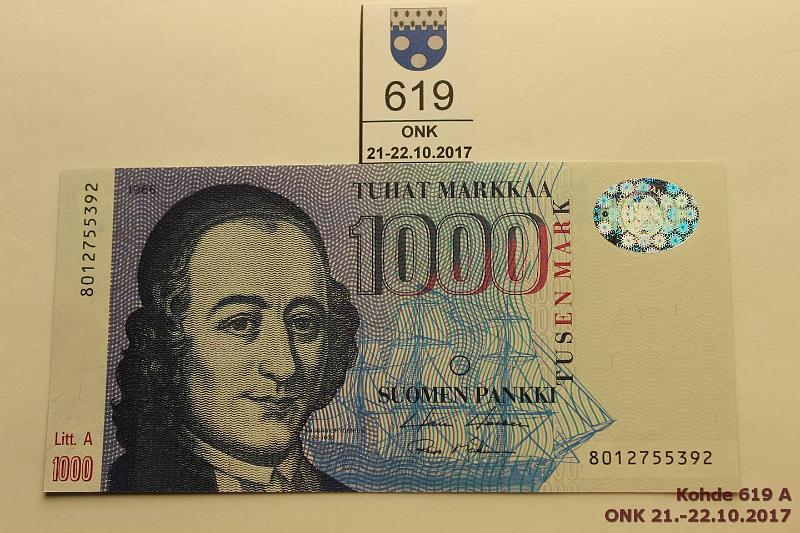 619
ONK
21-22.10.2017
8012755392
1986
TUHAT MARKKAA
1000
TUSEN MARK
SUOMEN PANKKI
Litt. A
1000
8012755392
Kohde 619 A
ONK 21.-22.10.2017